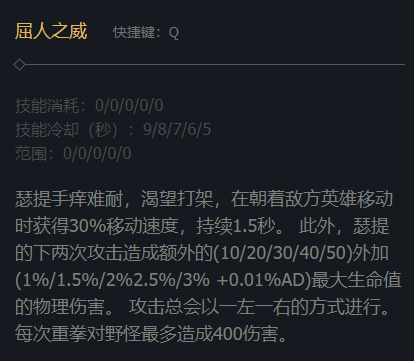 屈人之威 快捷键：Q
技能消耗：0/0/0/0/0
技能冷却（秒）：9/8/7/6/5
范围：0/0/0/0/0
瑟提手痒难耐，渴望打架，在朝着敌方英雄移动
时获得30%移动速度，持续1.5秒。 此外，瑟提
的下两次攻击造成额外的(10/20/30/40/50)外加
(1%/1.5%/2%2.5%/3% +0.01%AD)最大生命值
的物理伤害。 攻击总会以一左一右的方式进行。
每次重拳对野怪最多造成400伤害。